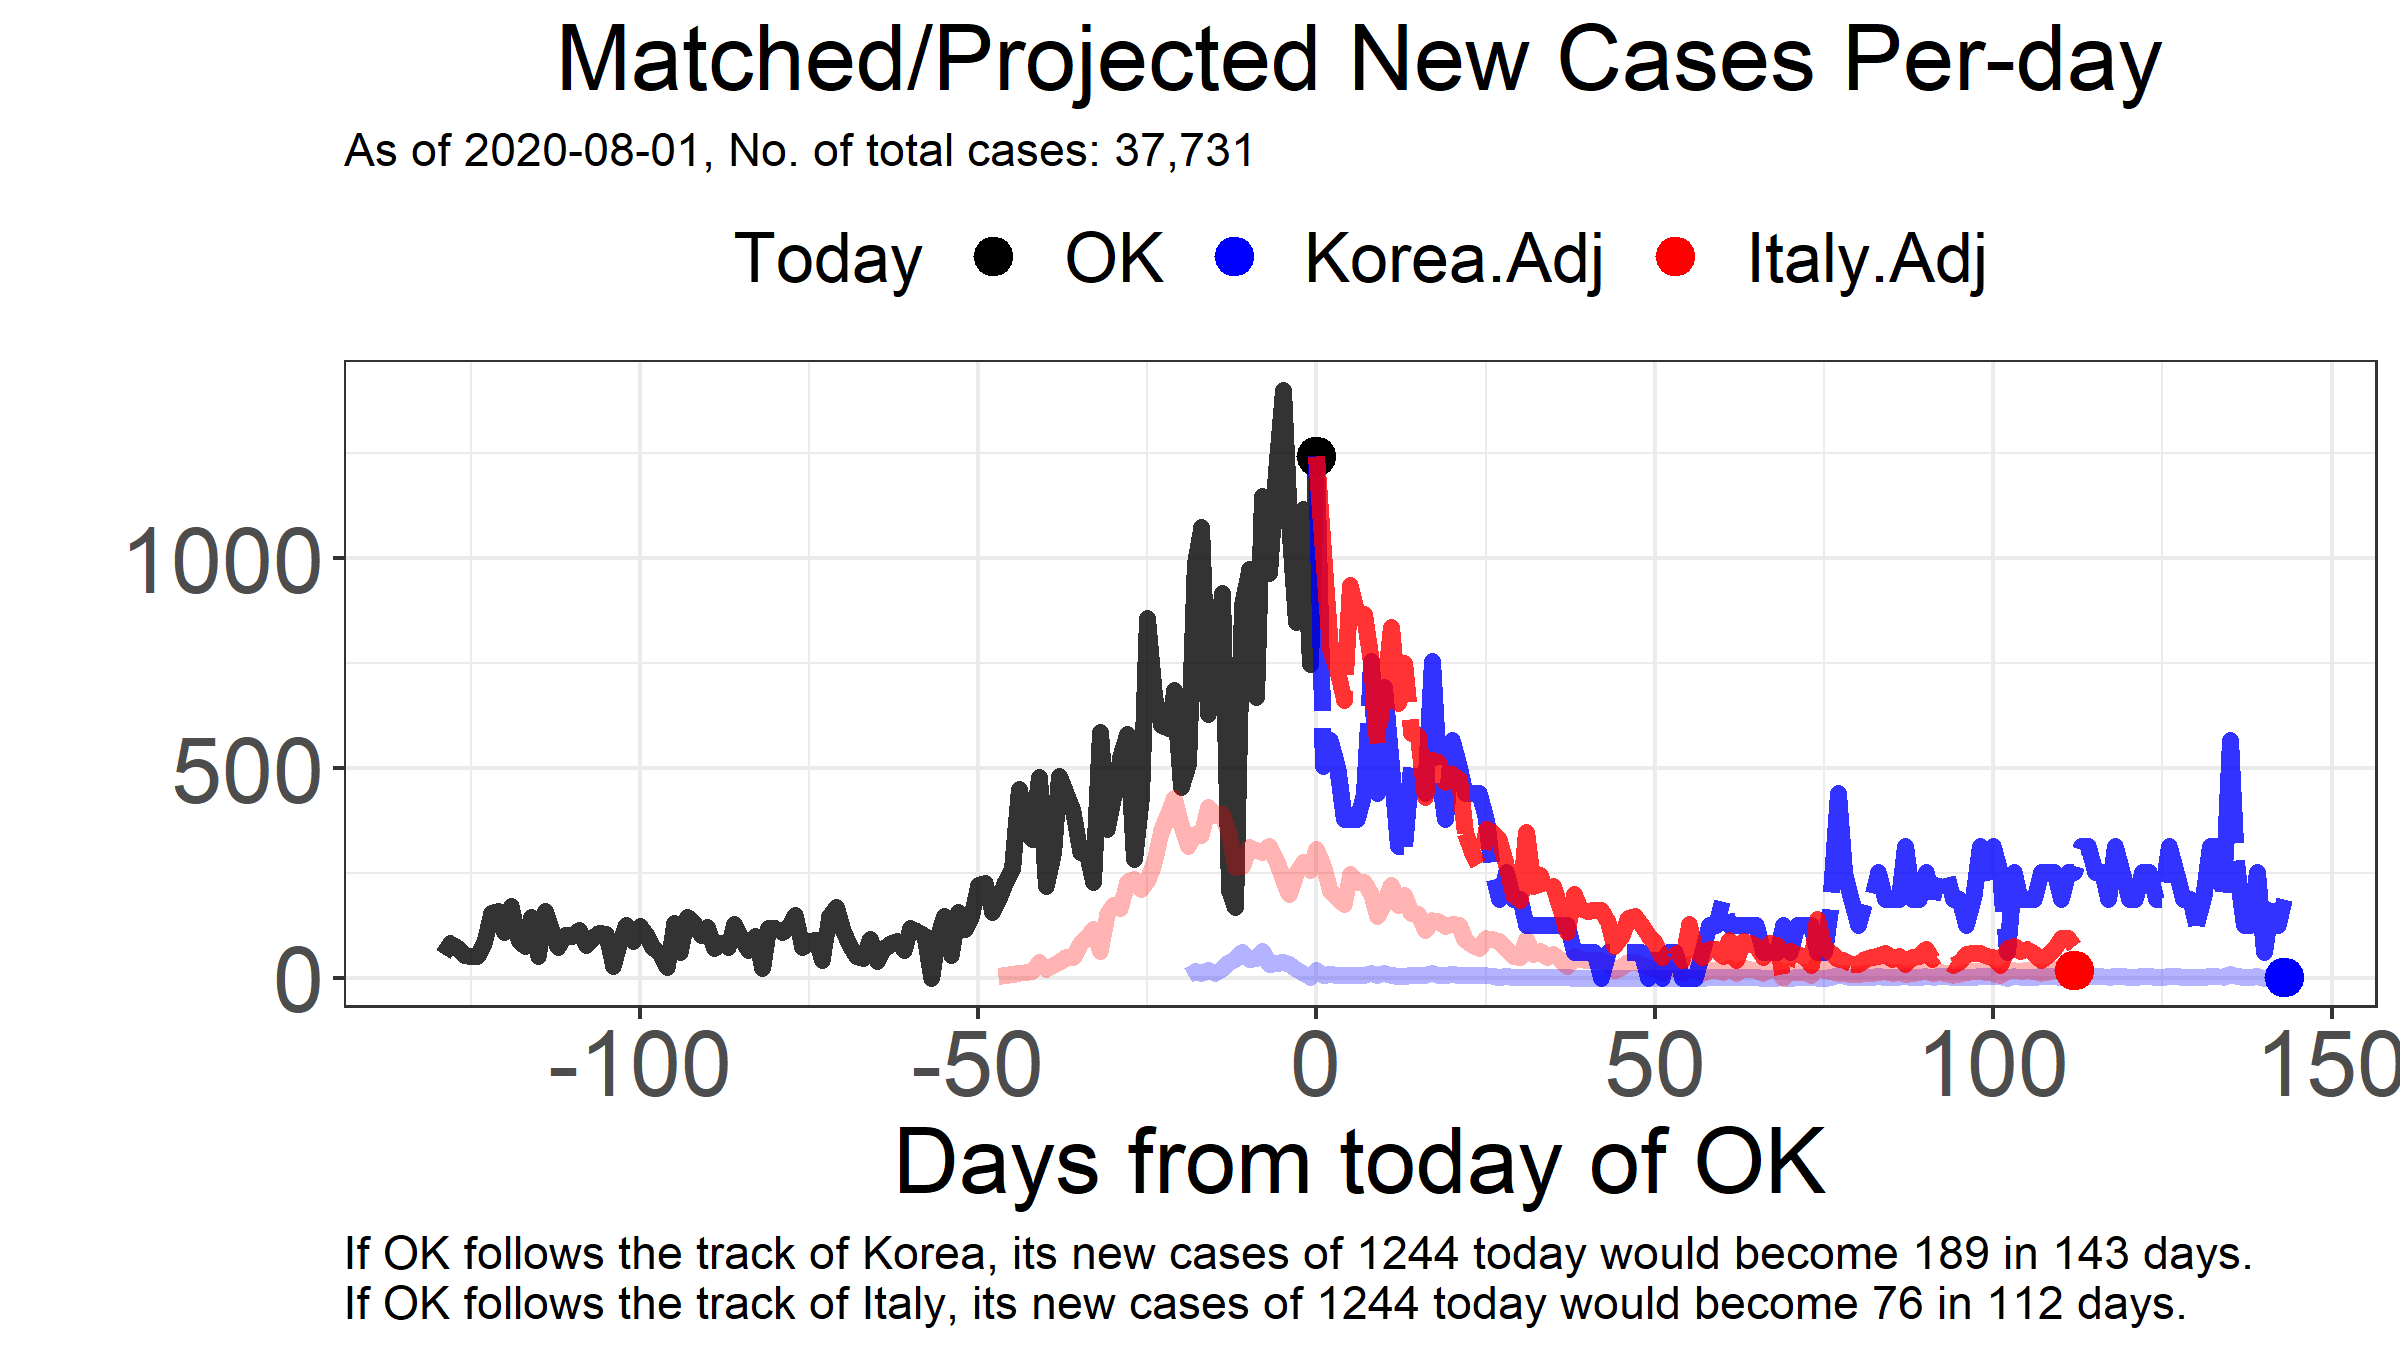 Matched/Projected New Cases Per-day
As of 2020-08-01, No. of total cases: 37,731
Today OK Korea.Adj Italy.Adj
1000
500
0
-100 -50 0 50 100 150
Days from today of OK
If OK follows the track of Korea, its new cases of 1244 today would become 189 in 143 days.
If OK follows the track of Italy, its new cases of 1244 today would become 76 in 112 days.